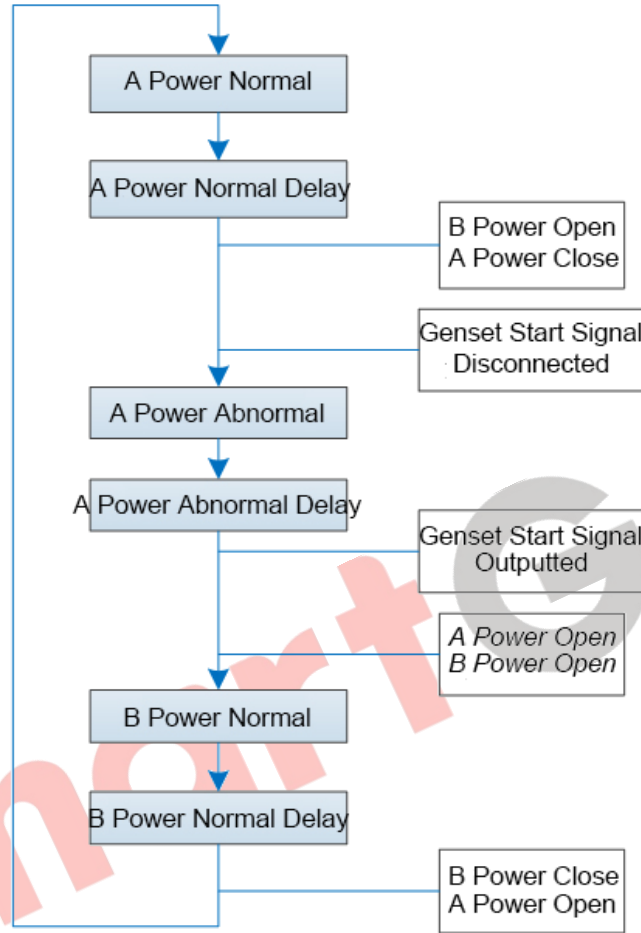 A Power Normal
A Power Normal Delay
B Power Open
A Power Close
Genset Start Signal
Disconnected
A Power Abnormal
A Power Abnormal Delay
Genset Start Signal
Outputted
A Power Open
B Power Open
B Power Normal
B Power Normal Delay
B Power Close
A Power Open
martG